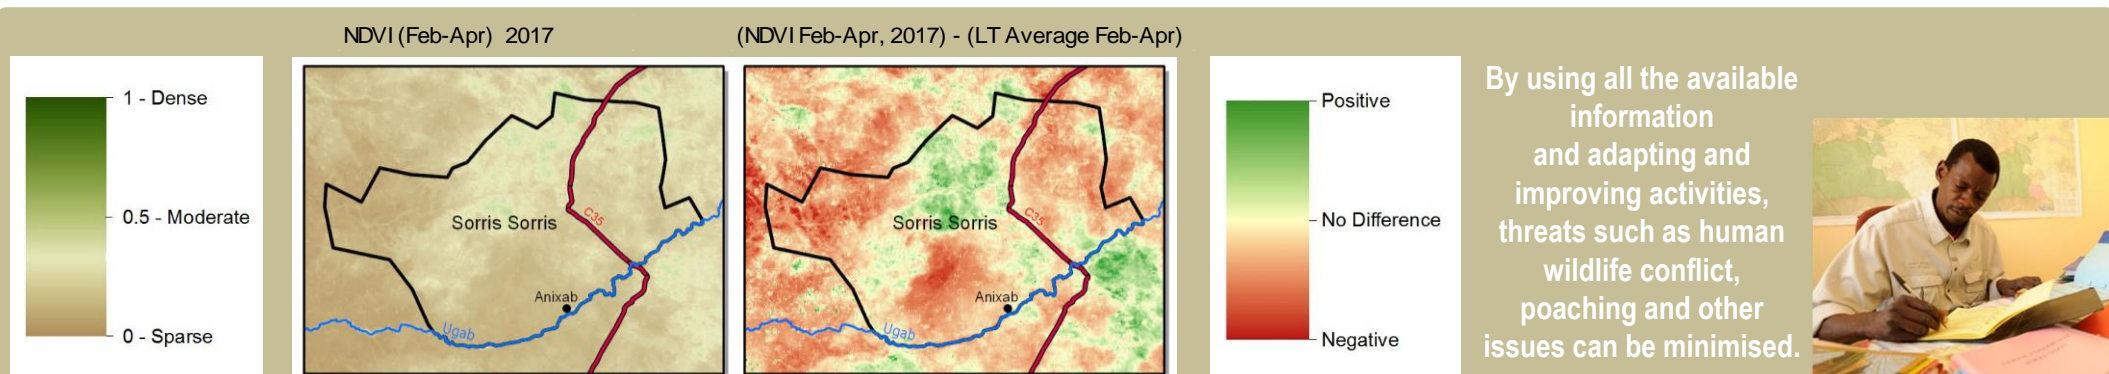 NDVI (Feb-Apr) 2017
(NDVI Feb-Apr, 2017) - (LT Average Feb-Apr)
1 - Dense
0.5 - Moderate
0 - Sparse
Sorris Sorris
C35
Anixab
Ugab
Sorris Sorris
C35
Anixab
Ugab
Positive
No Difference
Negative
By using all the available
information
and adapting and
improving activities,
threats such as human
wildlife conflict,
poaching and other
issues can be minimised.